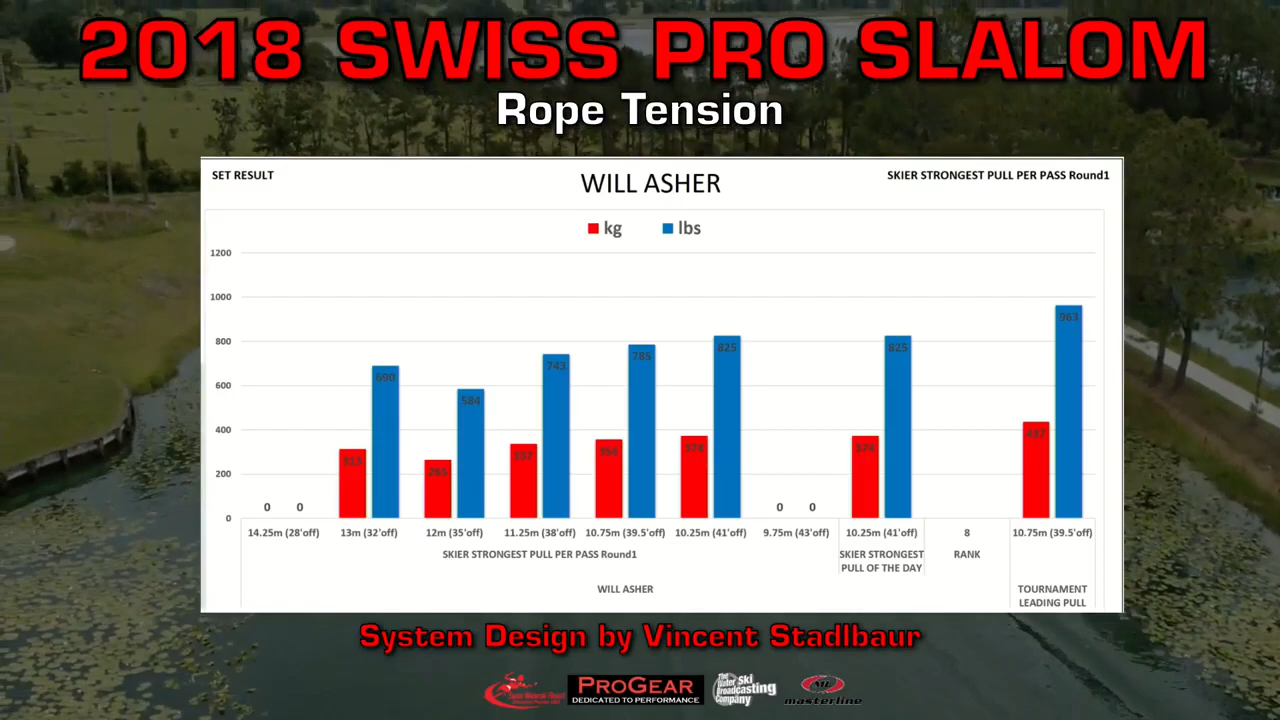 2018 SWISS PRO SLALOM
Rope Tension
SET RESULT
WILL ASHER
SKIER STRONGEST PULL PER PASS Round1
kg
lbs
1200
1000
800
600
400
200
0
0 0
313 690
265 584
337 743
356 785
374 825
0 0
374 825
437 963
14.25m (28'off) 13m (32'off) 12m (35'off) 11.25m (38'off) 10.75m (39.5'off) 10.25m (41'off) 9.75m (43'off) 10.25m (41'off) 8 10.75m (39.5'off)
SKIER STRONGEST PULL PER PASS Round1
SKIER STRONGEST
PULL OF THE DAY
RANK
WILL ASHER
TOURNAMENT
LEADING PULL
System Design by Vincent Stadlbaur
PROGEAR
DEDICATED TO PERFORMANCE
The Water Ski
Broadcasting
Company
masterline